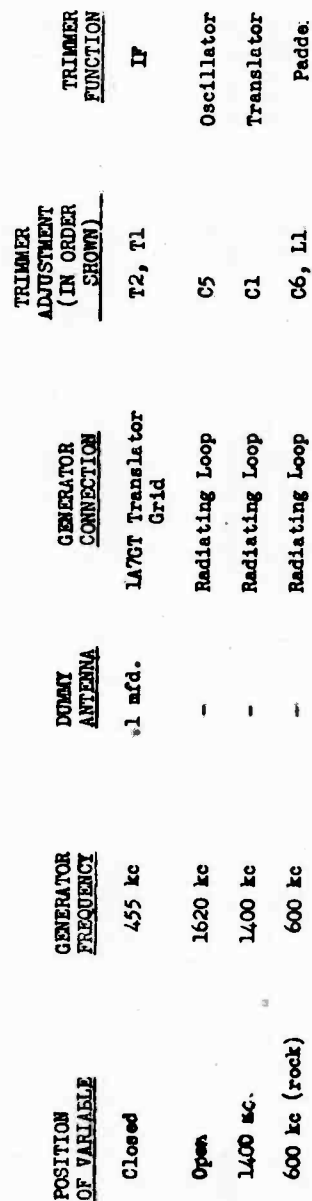 POSITION OF VARIABLE GENERATOR FREQUENCY DUMMY ANTENNA GENERATOR CONNECTION TRIMMER ADJUSTMENT (IN ORDER SHOWN) TRIMMER FUNCTION
Closed 455 kc .1 mfd. 1A7GT Translator Grid T2, T1 IF
Open 1620 kc - Radiating Loop C5 Oscillator
1400 kc. 1400 kc - Radiating Loop C1 Translator
600 kc (rock) 600 kc - Radiating Loop C6, L1 Padde